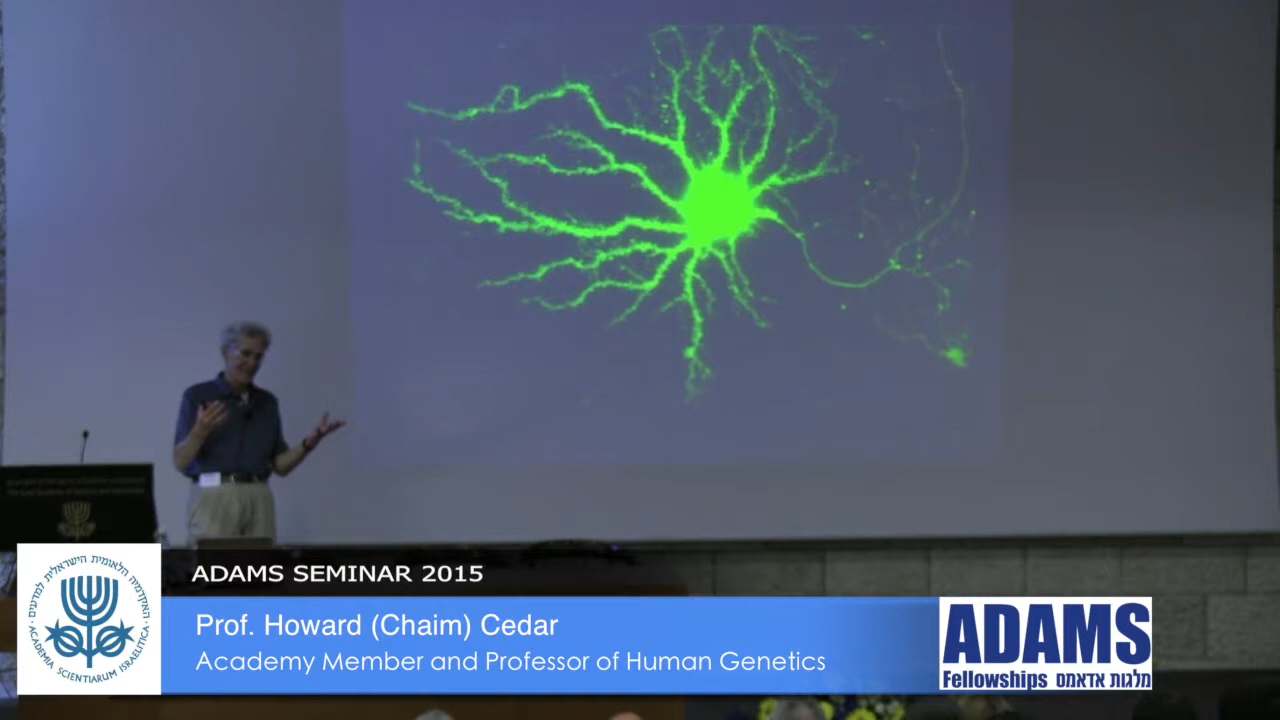 ADAMS SEMINAR 2015
Prof. Howard (Chaim) Cedar
Academy Member and Professor of Human Genetics
האקדמיה הלאומית הישראלית למדעים
ACADEMIA SCIENTIARUM ISRAELITICA
ADAMS
Fellowships מלגות אדאמס